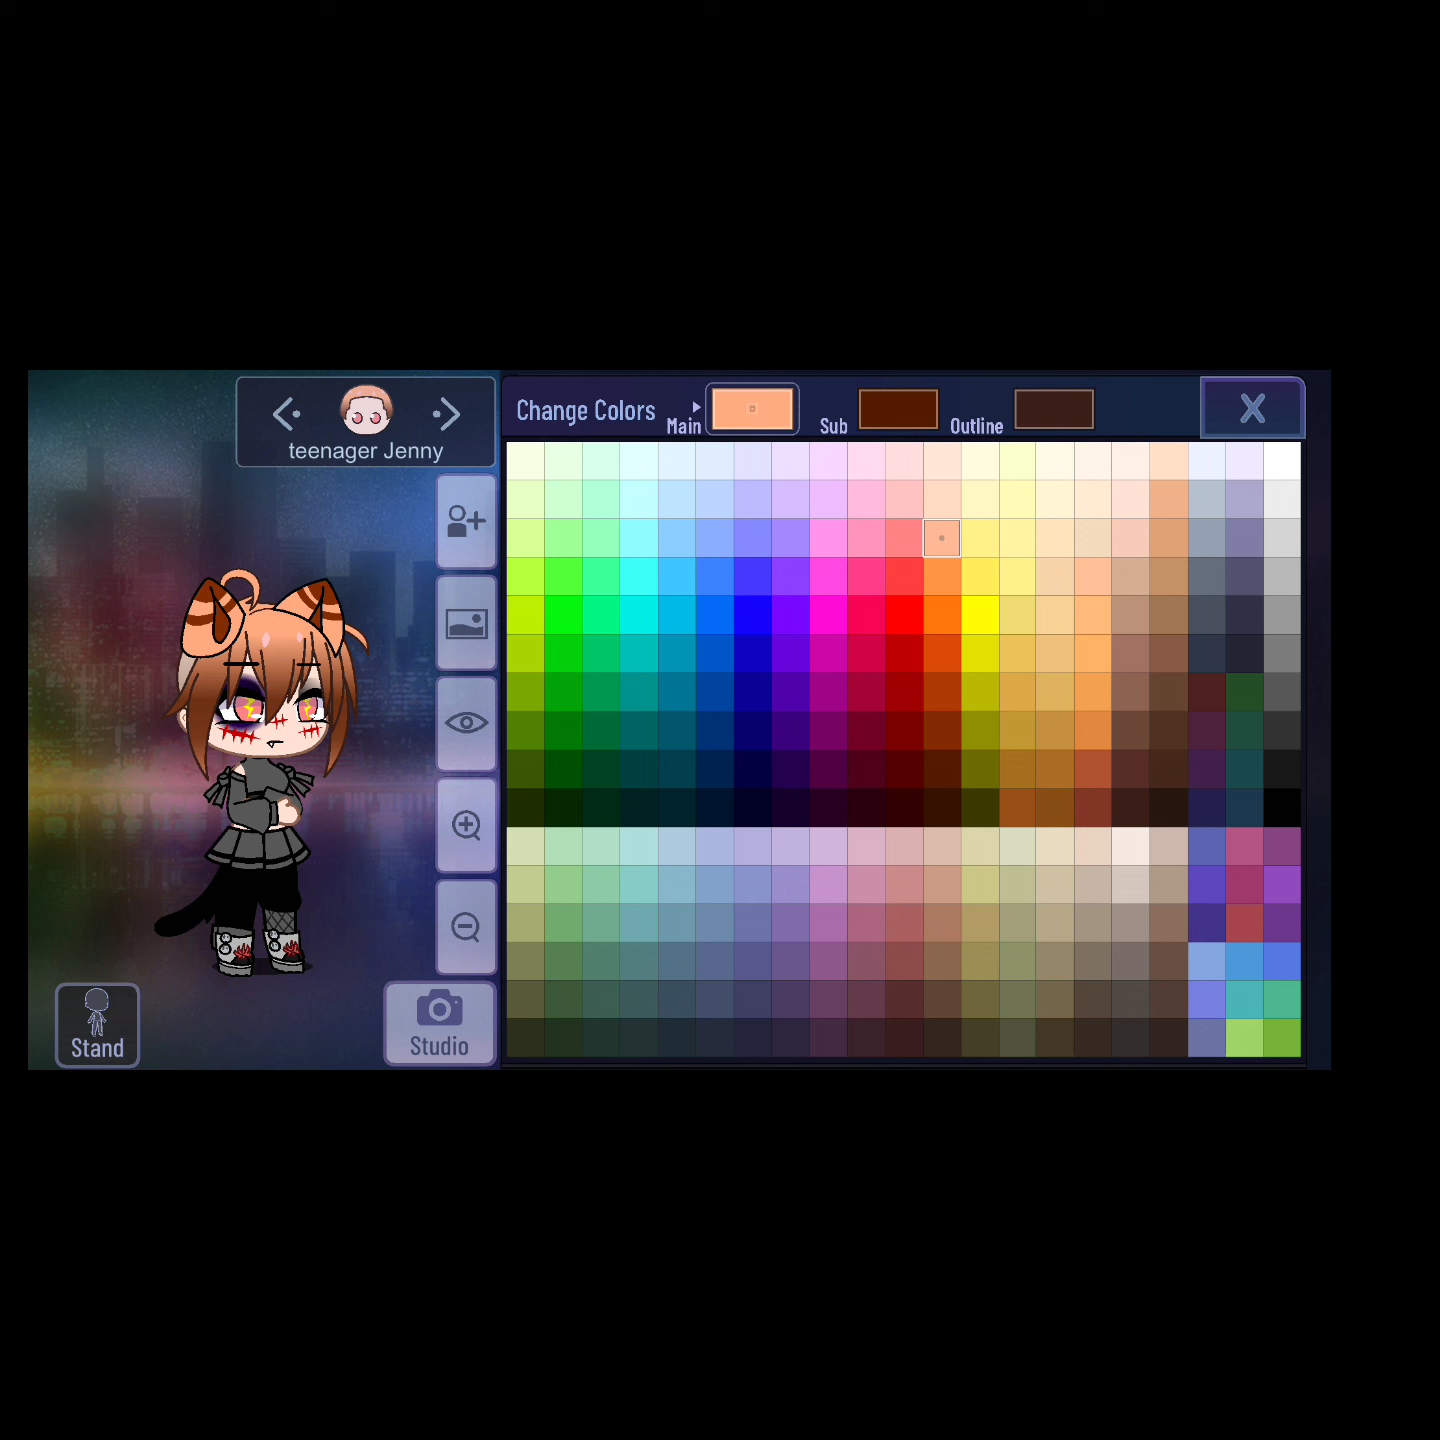 teenager Jenny
Change Colors
Main
Sub
Outline
X
Stand
Studio